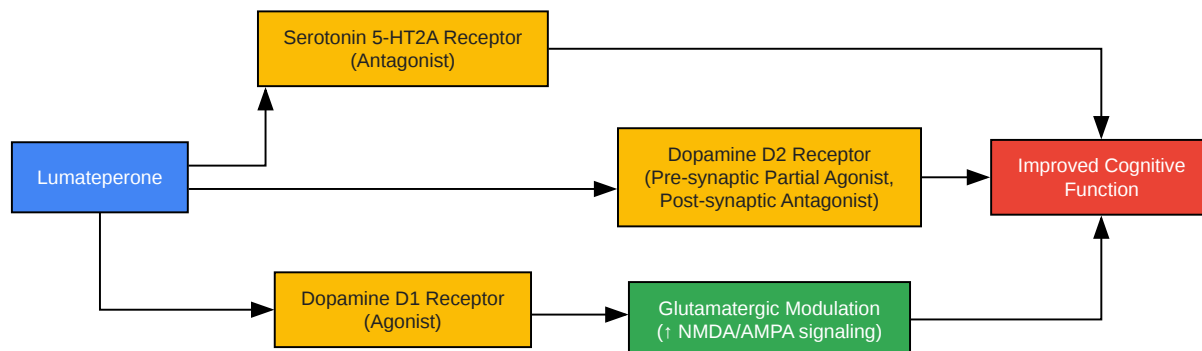 Serotonin 5-HT2A Receptor
(Antagonist)
Lumateperone
Dopamine D2 Receptor
(Pre-synaptic Partial Agonist,
Post-synaptic Antagonist)
Improved Cognitive
Function
Dopamine D1 Receptor
(Agonist)
Glutamatergic Modulation
(↑ NMDA/AMPA signaling)